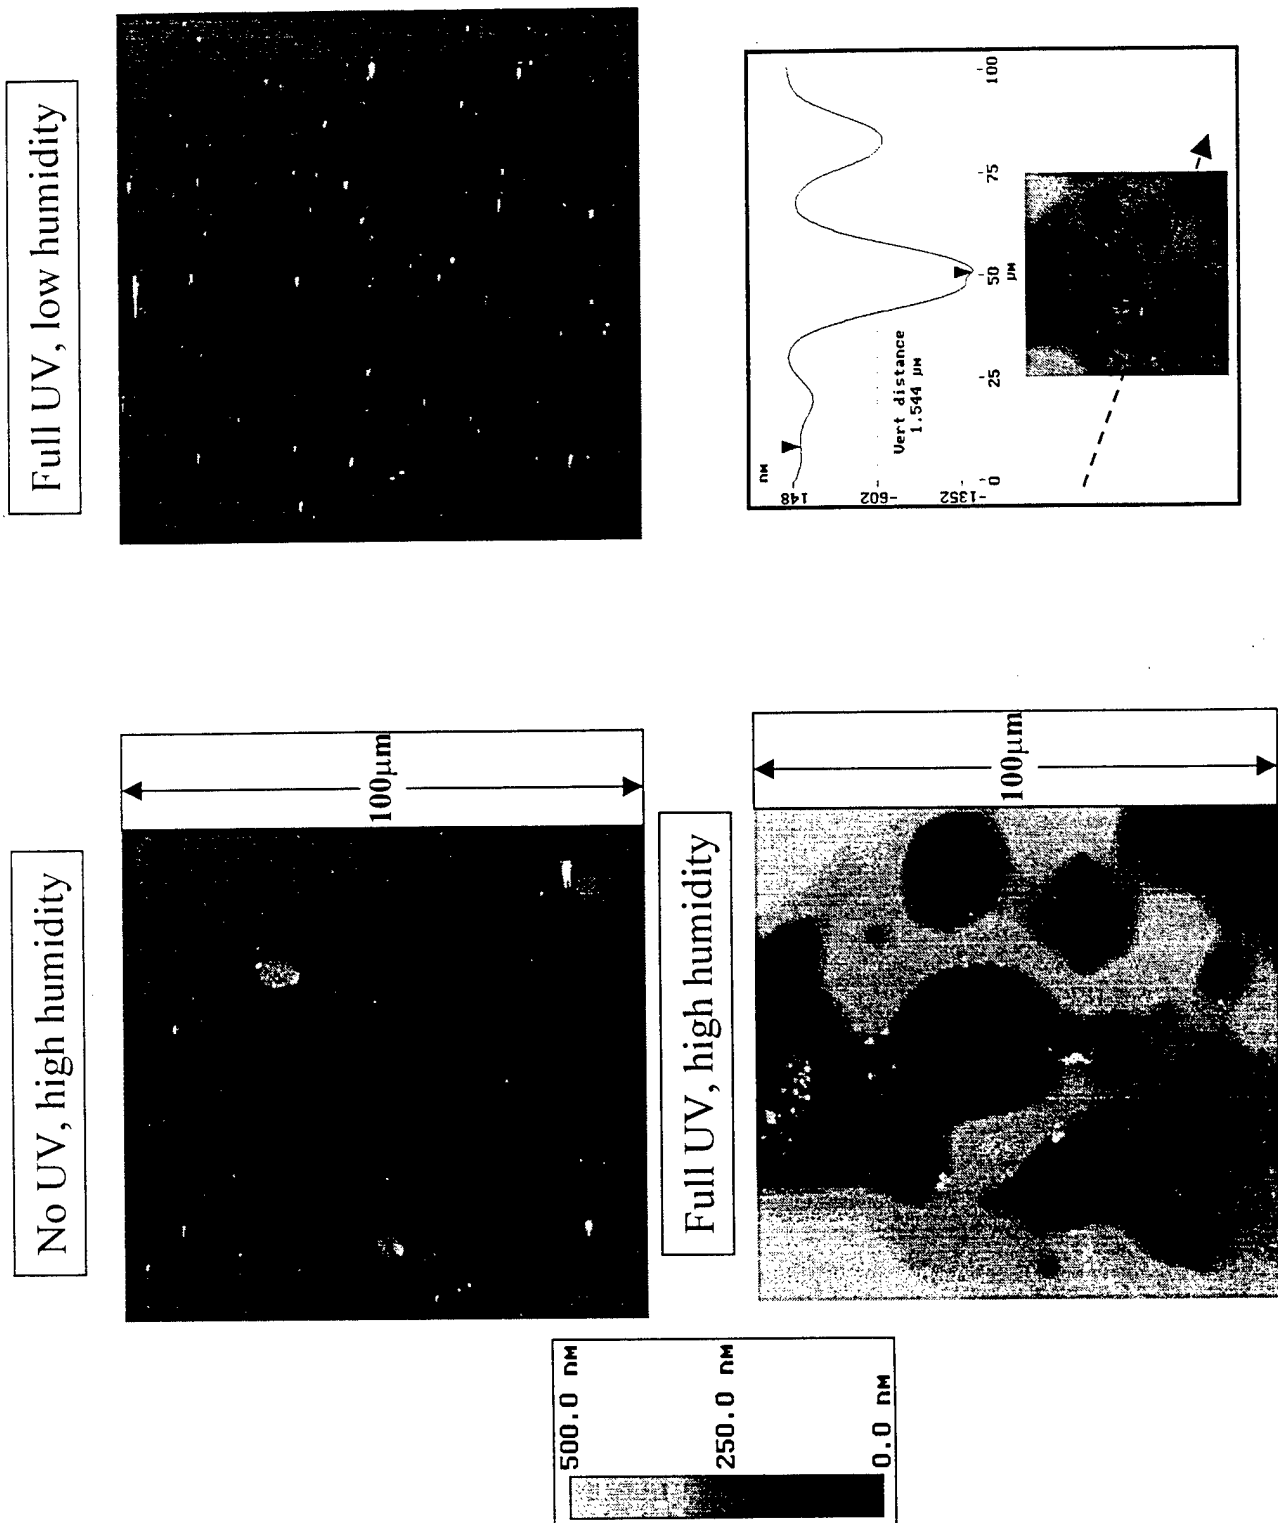 No UV, high humidity
Full UV, low humidity
100μm
500.0 nM
250.0 nM
0.0 nM
Full UV, high humidity
100μm
nM
148
-602
-1352
Vert distance
1.544 μM
0
25
50
75
100
μM